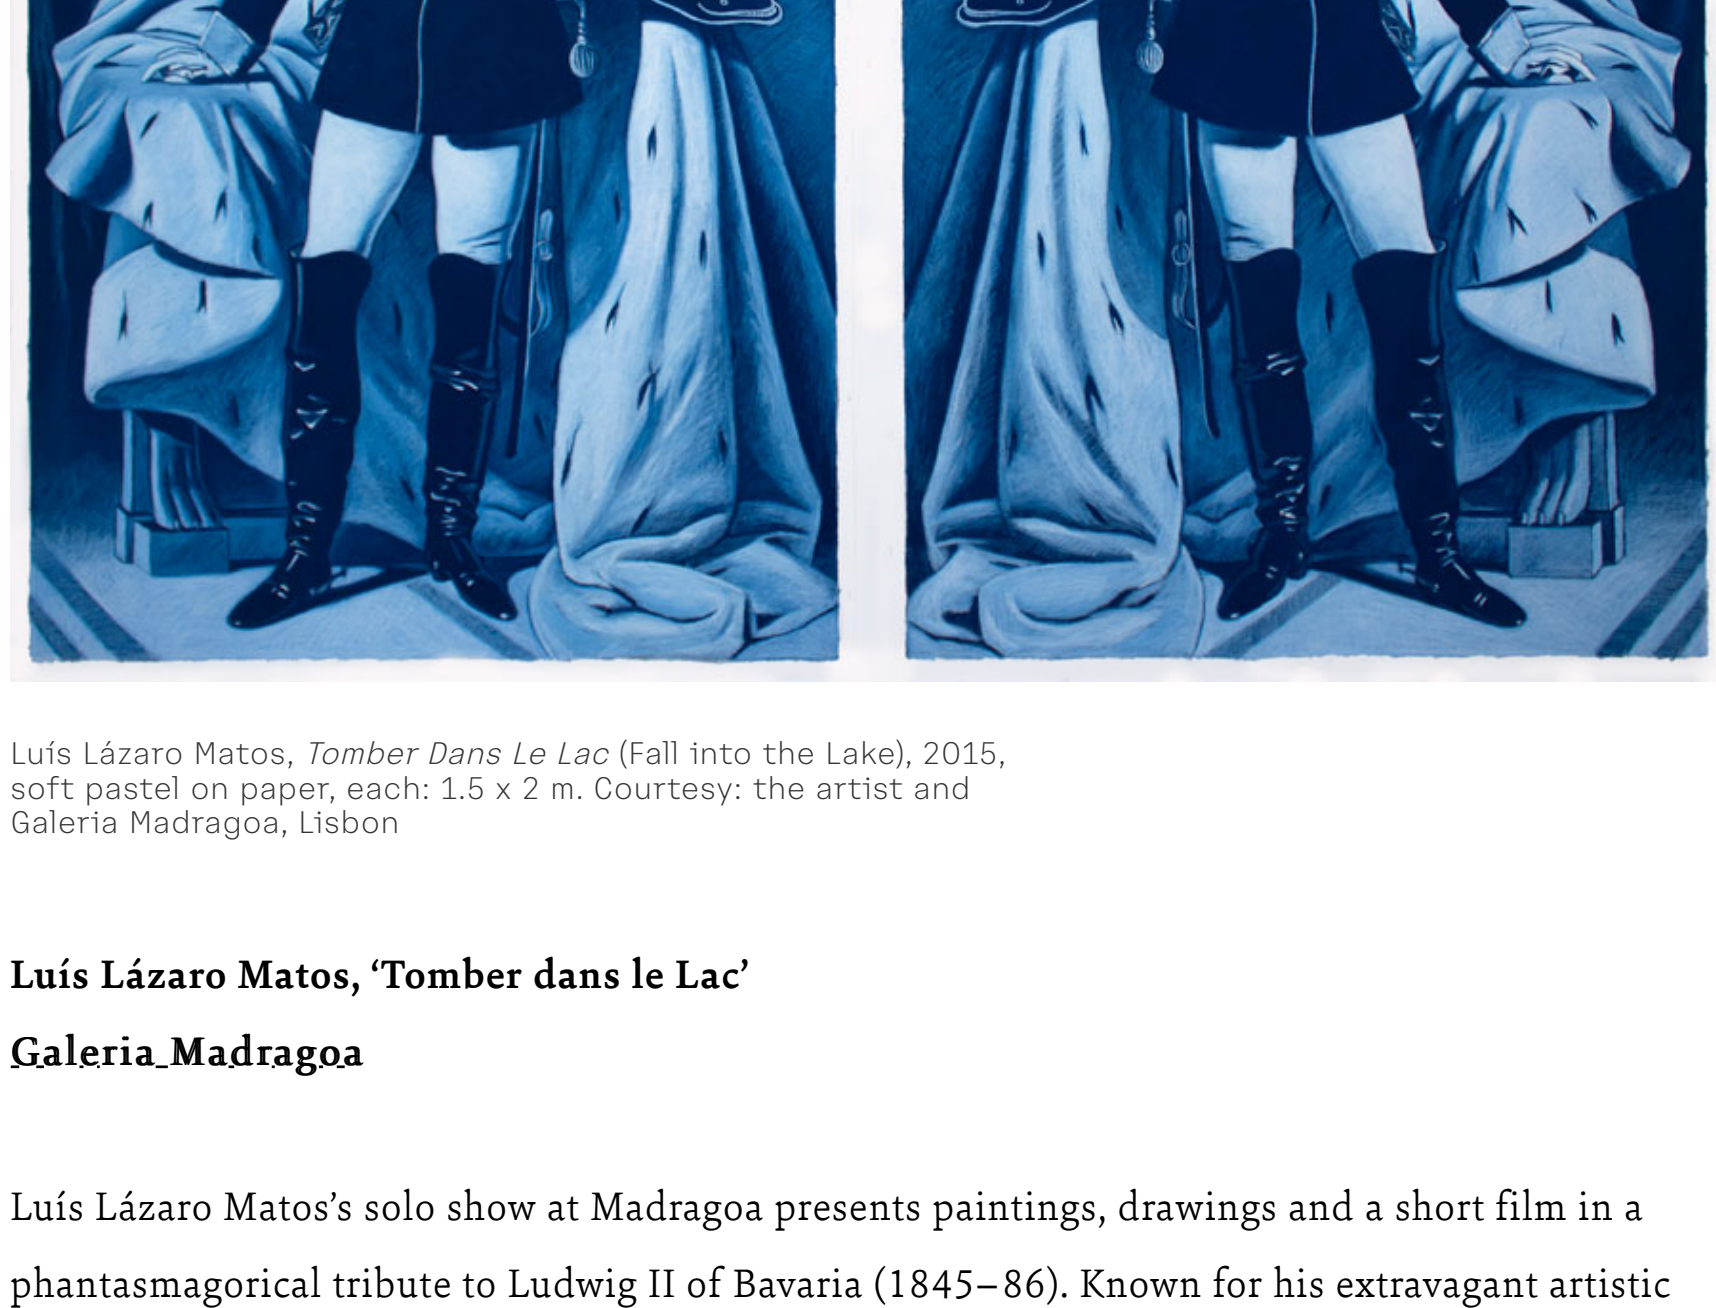 Luís Lázaro Matos, Tomber Dans Le Lac (Fall into the Lake), 2015,
soft pastel on paper, each: 1.5 x 2 m. Courtesy: the artist and
Galeria Madragoa, Lisbon
Luís Lázaro Matos, ‘Tomber dans le Lac’
Galeria Madragoa
Luís Lázaro Matos’s solo show at Madragoa presents paintings, drawings and a short film in a
phantasmagorical tribute to Ludwig II of Bavaria (1845–86). Known for his extravagant artistic